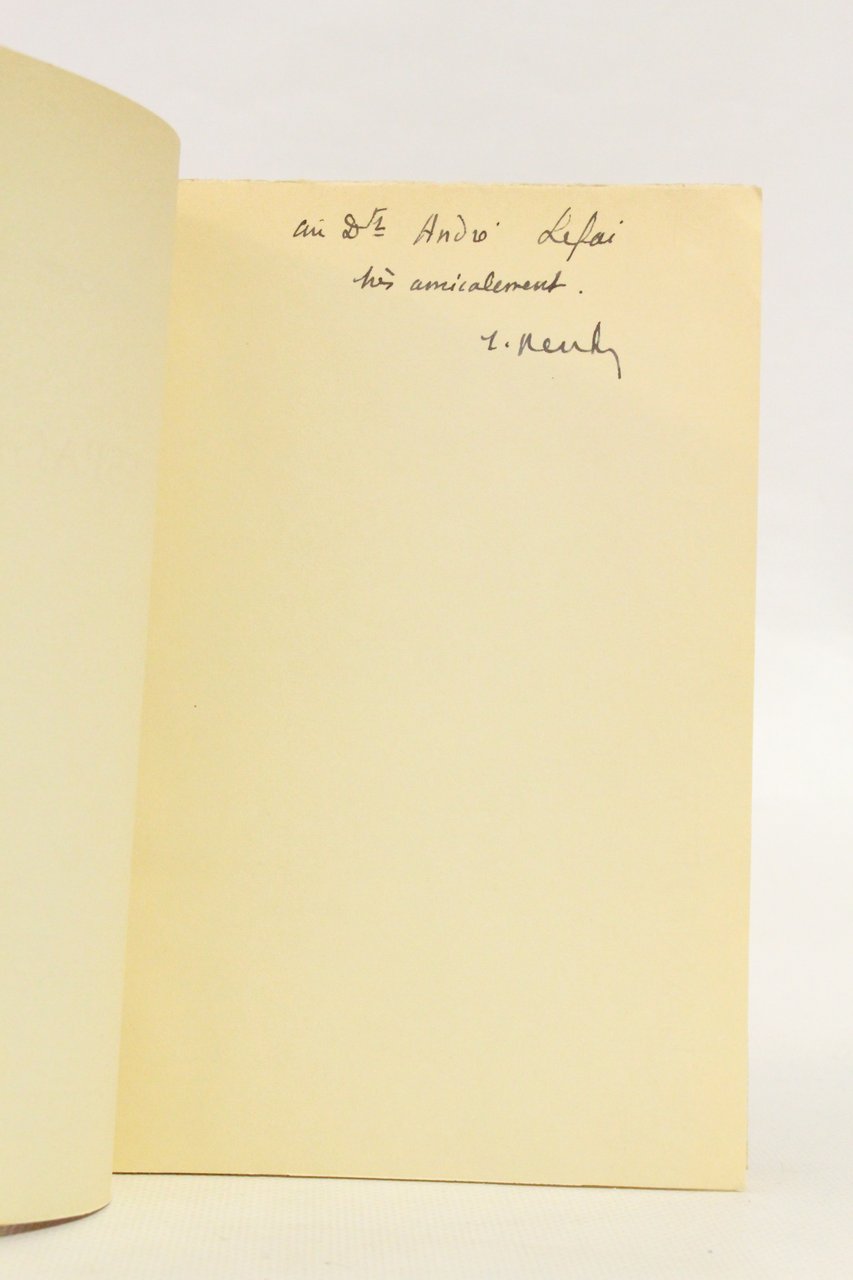 au Dr André Lefai
très amicalement.